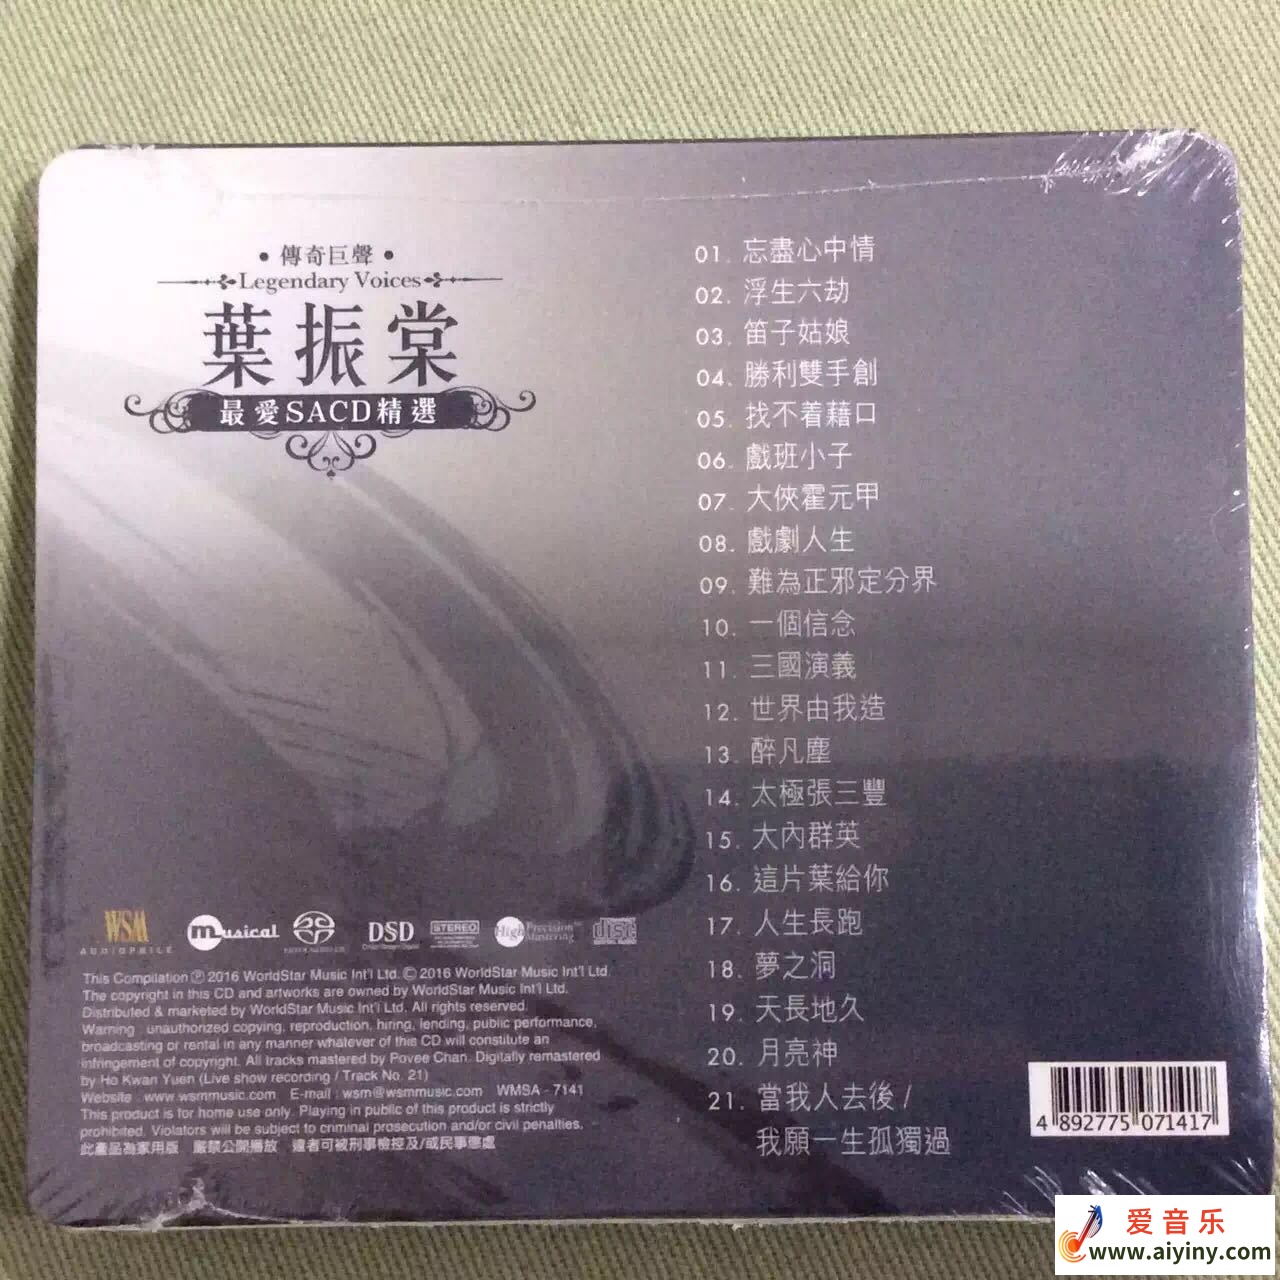 • 傳奇巨聲 •
Legendary Voices
葉振棠
最愛SACD精選
01. 忘盡心中情
02. 浮生六劫
03. 笛子姑娘
04. 勝利雙手創
05. 找不着藉口
06. 戲班小子
07. 大俠霍元甲
08. 戲劇人生
09. 難為正邪定分界
10. 一個信念
11. 三國演義
12. 世界由我造
13. 醉凡塵
14. 太極張三豐
15. 大內群英
16. 這片葉給你
17. 人生長跑
18. 夢之洞
19. 天長地久
20. 月亮神
21. 當我人去後 /
我願一生孤獨過
WSM
AUDIOPHILE
musical
DSD
STEREO
High Precision Mastering
disc
This Compilation Ⓟ 2016 WorldStar Music Int'l Ltd. © 2016 WorldStar Music Int'l Ltd.
The copyright in this CD and artworks are owned by WorldStar Music Int'l Ltd.
Distributed & marketed by WorldStar Music Int'l Ltd. All rights reserved.
Warning : unauthorized copying, reproduction, hiring, lending, public performance,
broadcasting or rental in any manner whatever of this CD will constitute an
infringement of copyright. All tracks mastered by Povee Chan. Digitally remastered
by Ho Kwan Yuen (Live show recording / Track No. 21)
Website : www.wsmmusic.com E-mail : wsm@wsmmusic.com WMSA - 7141
This product is for home use only. Playing in public of this product is strictly
prohibited. Violators will be subject to criminal prosecution and/or civil penalties.
此產品為家用版 嚴禁公開播放 違者可被刑事檢控及/或民事懲處
4 892775 071417
爱音乐
www.aiyiny.com